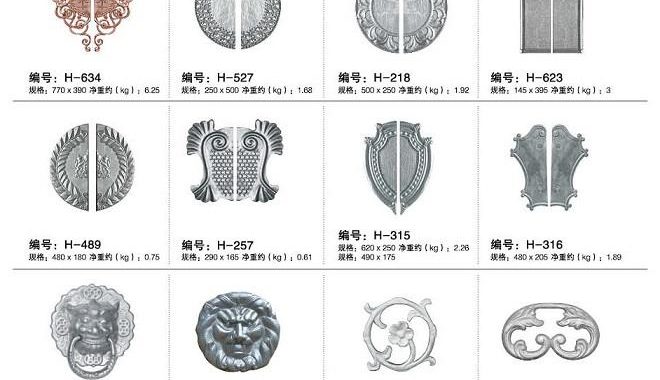 编号：H-634
规格：770 x 390 净重约（kg）：6.25
编号：H-527
规格：250 x 500 净重约（kg）：1.68
编号：H-218
规格：500 x 250 净重约（kg）：1.92
编号：H-623
规格：145 x 395 净重约（kg）：3
编号：H-489
规格：480 x 180 净重约（kg）：0.75
编号：H-257
规格：290 x 165 净重约（kg）：0.61
编号：H-315
规格：620 x 250 净重约（kg）：2.26
规格：490 x 175
编号：H-316
规格：480 x 205 净重约（kg）：1.89